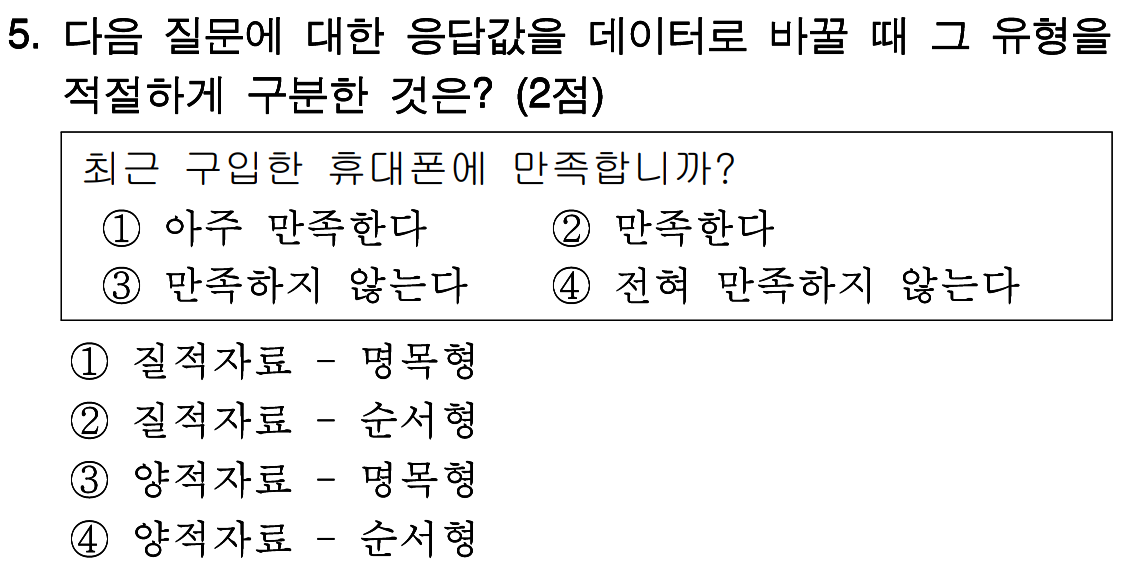 5. 다음 질문에 대한 응답값을 데이터로 바꿀 때 그 유형을
적절하게 구분한 것은? (2점)
최근 구입한 휴대폰에 만족합니까?
① 아주 만족한다 ② 만족한다
③ 만족하지 않는다 ④ 전혀 만족하지 않는다
① 질적자료 - 명목형
② 질적자료 - 순서형
③ 양적자료 - 명목형
④ 양적자료 - 순서형